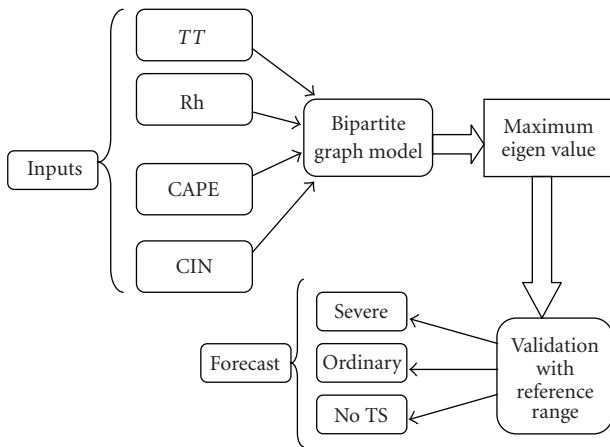 TT
Rh
Inputs
CAPE
CIN
Bipartite
graph model
Maximum
eigen value
Forecast
Severe
Ordinary
No TS
Validation
with
reference
range